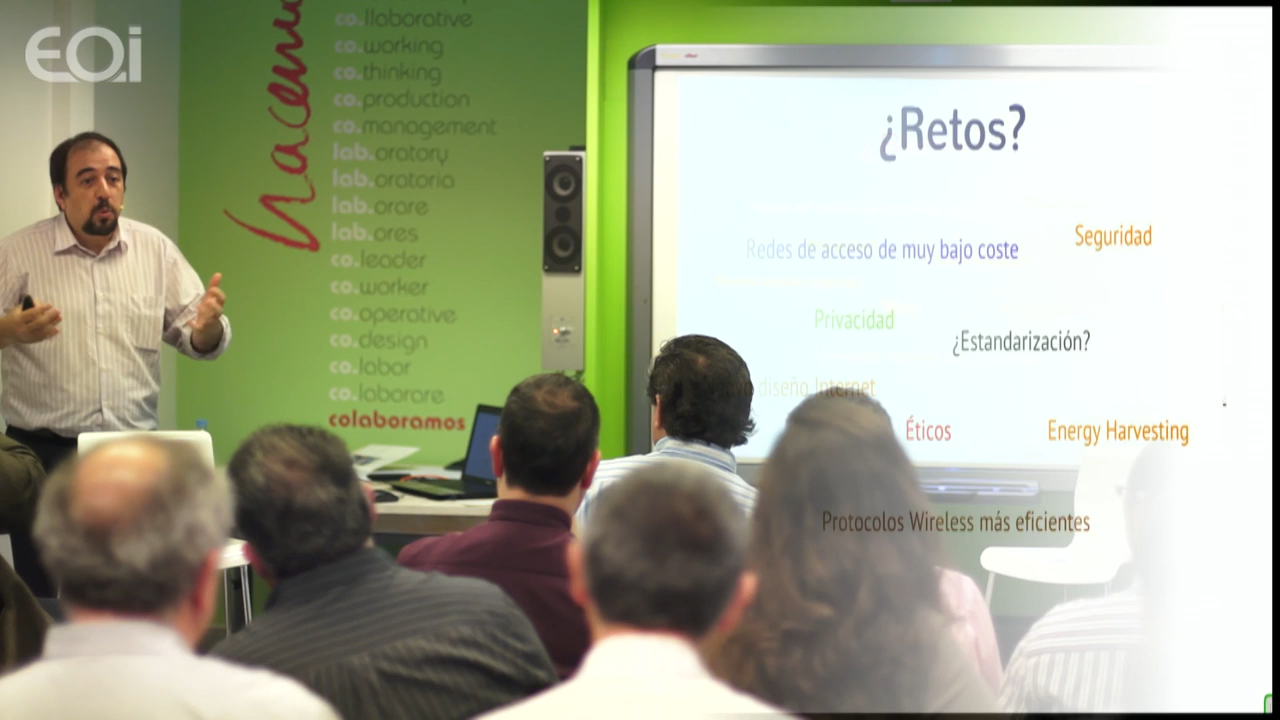 EOi
hacemos
co.llaborative
co.working
co.thinking
co.production
co.management
lab.oratory
lab.oratorio
lab.orare
lab.ores
co.leader
co.worker
co.operative
co.design
co.labor
co.laborare
colaboramos
¿Retos?
Seguridad
Redes de acceso de muy bajo coste
Privacidad
¿Estandarización?
diseño Internet
Éticos
Energy Harvesting
Protocolos Wireless más eficientes